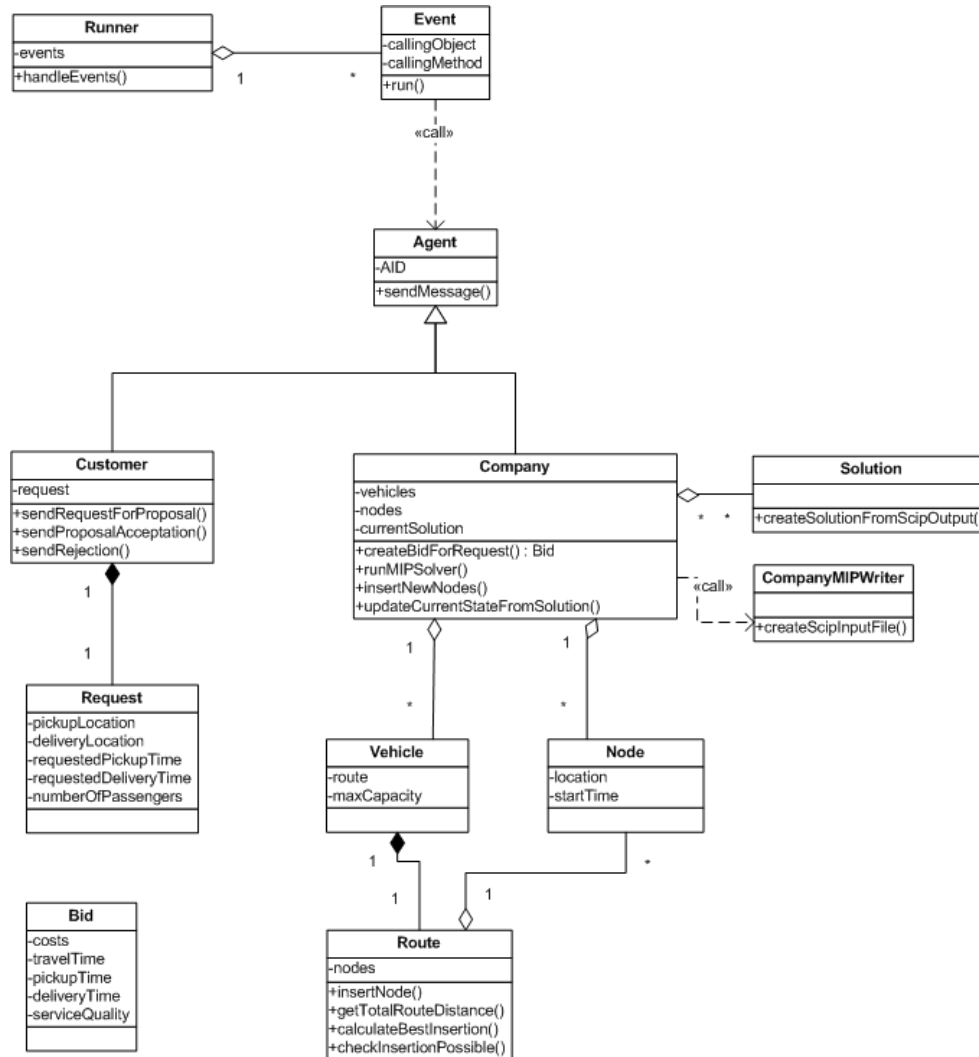 Runner
-events
+handleEvents()
1
*
Event
-callingObject
-callingMethod
+run()
«call»
Agent
-AID
+sendMessage()
Customer
-request
+sendRequestForProposal()
+sendProposalAcceptation()
+sendRejection()
1
1
Company
-vehicles
-nodes
-currentSolution
+createBidForRequest() : Bid
+runMIPSolver()
+insertNewNodes()
+updateCurrentStateFromSolution()
* *
Solution
+createSolutionFromScipOutput(
«call»
CompanyMIPWriter
+createScipInputFile()
1
*
1
*
Request
-pickupLocation
-deliveryLocation
-requestedPickupTime
-requestedDeliveryTime
-numberOfPassengers
Vehicle
-route
-maxCapacity
Node
-location
-startTime
1
1
1
*
Bid
-costs
-travelTime
-pickupTime
-deliveryTime
-serviceQuality
Route
-nodes
+insertNode()
+getTotalRouteDistance()
+calculateBestInsertion()
+checkInsertionPossible()